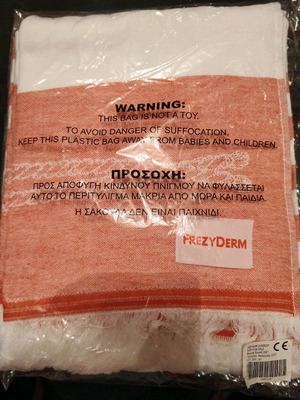 WARNING:
THIS BAG IS NOT A TOY.
TO AVOID DANGER OF SUFFOCATION,
KEEP THIS PLASTIC BAG AWAY FROM BABIES AND CHILDREN.
ΠΡΟΣΟΧΗ:
ΠΡΟΣ ΑΠΟΦΥΓΗ ΚΙΝΔΥΝΟΥ ΠΝΙΓΜΟΥ ΝΑ ΦΥΛΑΣΣΕΤΑΙ
ΑΥΤΟ ΤΟ ΠΕΡΙΤΥΛΙΓΜΑ ΜΑΚΡΙΑ ΑΠΟ ΜΩΡΑ ΚΑΙ ΠΑΙΔΙΑ.
Η ΣΑΚΟΥΛΑ ΔΕΝ ΕΙΝΑΙ ΠΑΙΧΝΙΔΙ.
FREZYDERM